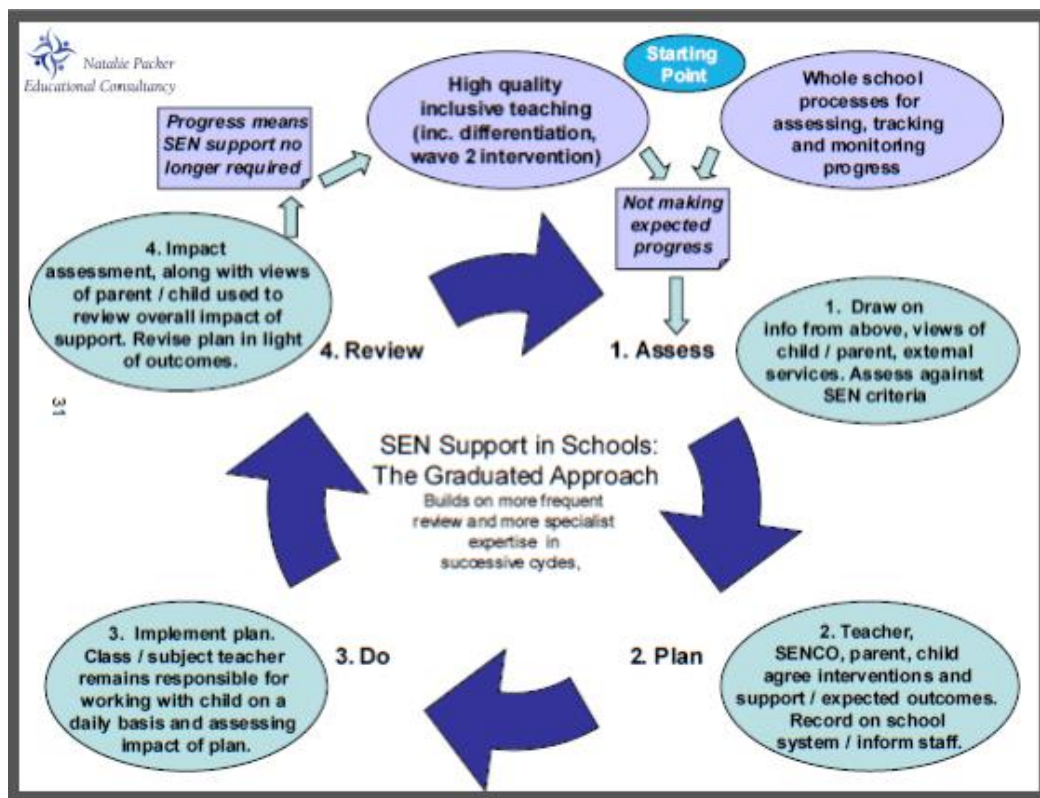 Natalie Packer
Educational Consultancy
Starting
Point
High quality
inclusive teaching
(inc. differentiation,
wave 2 intervention)
Whole school
processes for
assessing, tracking
and monitoring
progress
Progress means
SEN support no
longer required
Not making
expected
progress
4. Impact
assessment, along with views
of parent / child used to
review overall impact of
support. Revise plan in light
of outcomes.
4. Review
1. Assess
1. Draw on
info from above, views of
child / parent, external
services. Assess against
SEN criteria
31
SEN Support in Schools:
The Graduated Approach
Builds on more frequent
review and more specialist
expertise in
successive cycles,
3. Implement plan.
Class / subject teacher
remains responsible for
working with child on a
daily basis and assessing
impact of plan.
3. Do
2. Plan
2. Teacher,
SENCO, parent, child
agree interventions and
support / expected outcomes.
Record on school
system / inform staff.